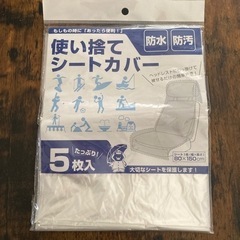 もしもの時に「あったら便利!」
使い捨て
シートカバー
防水
防汚
5枚入
たっぷり!
大切なシートを保護します!
80×150cm